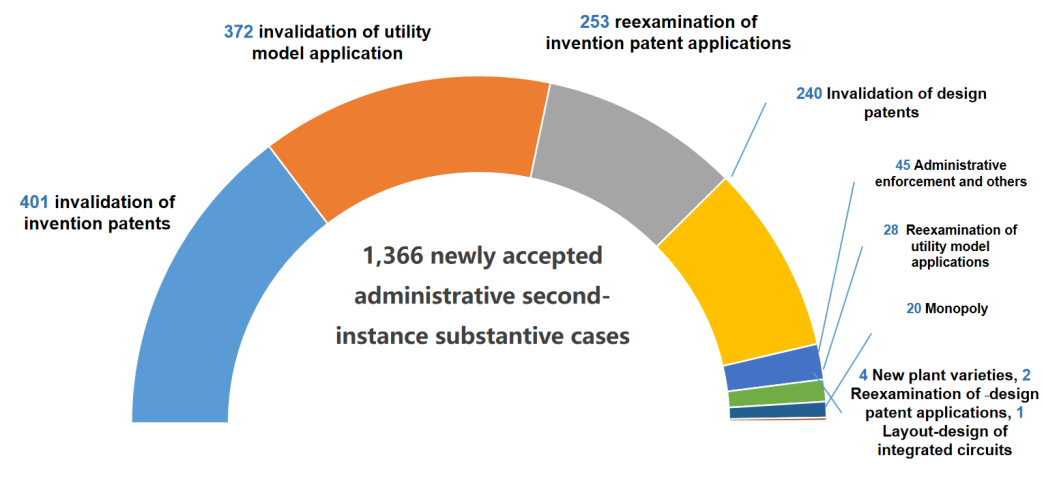 372 invalidation of utility
model application
253 reexamination of
invention patent applications
240 Invalidation of design
patents
45 Administrative
enforcement and others
401 invalidation of
invention patents
28 Reexamination of
utility model
applications
1,366 newly accepted
administrative second-
instance substantive cases
20 Monopoly
4 New plant varieties, 2
Reexamination of -design
patent applications, 1
Layout-design of
integrated circuits